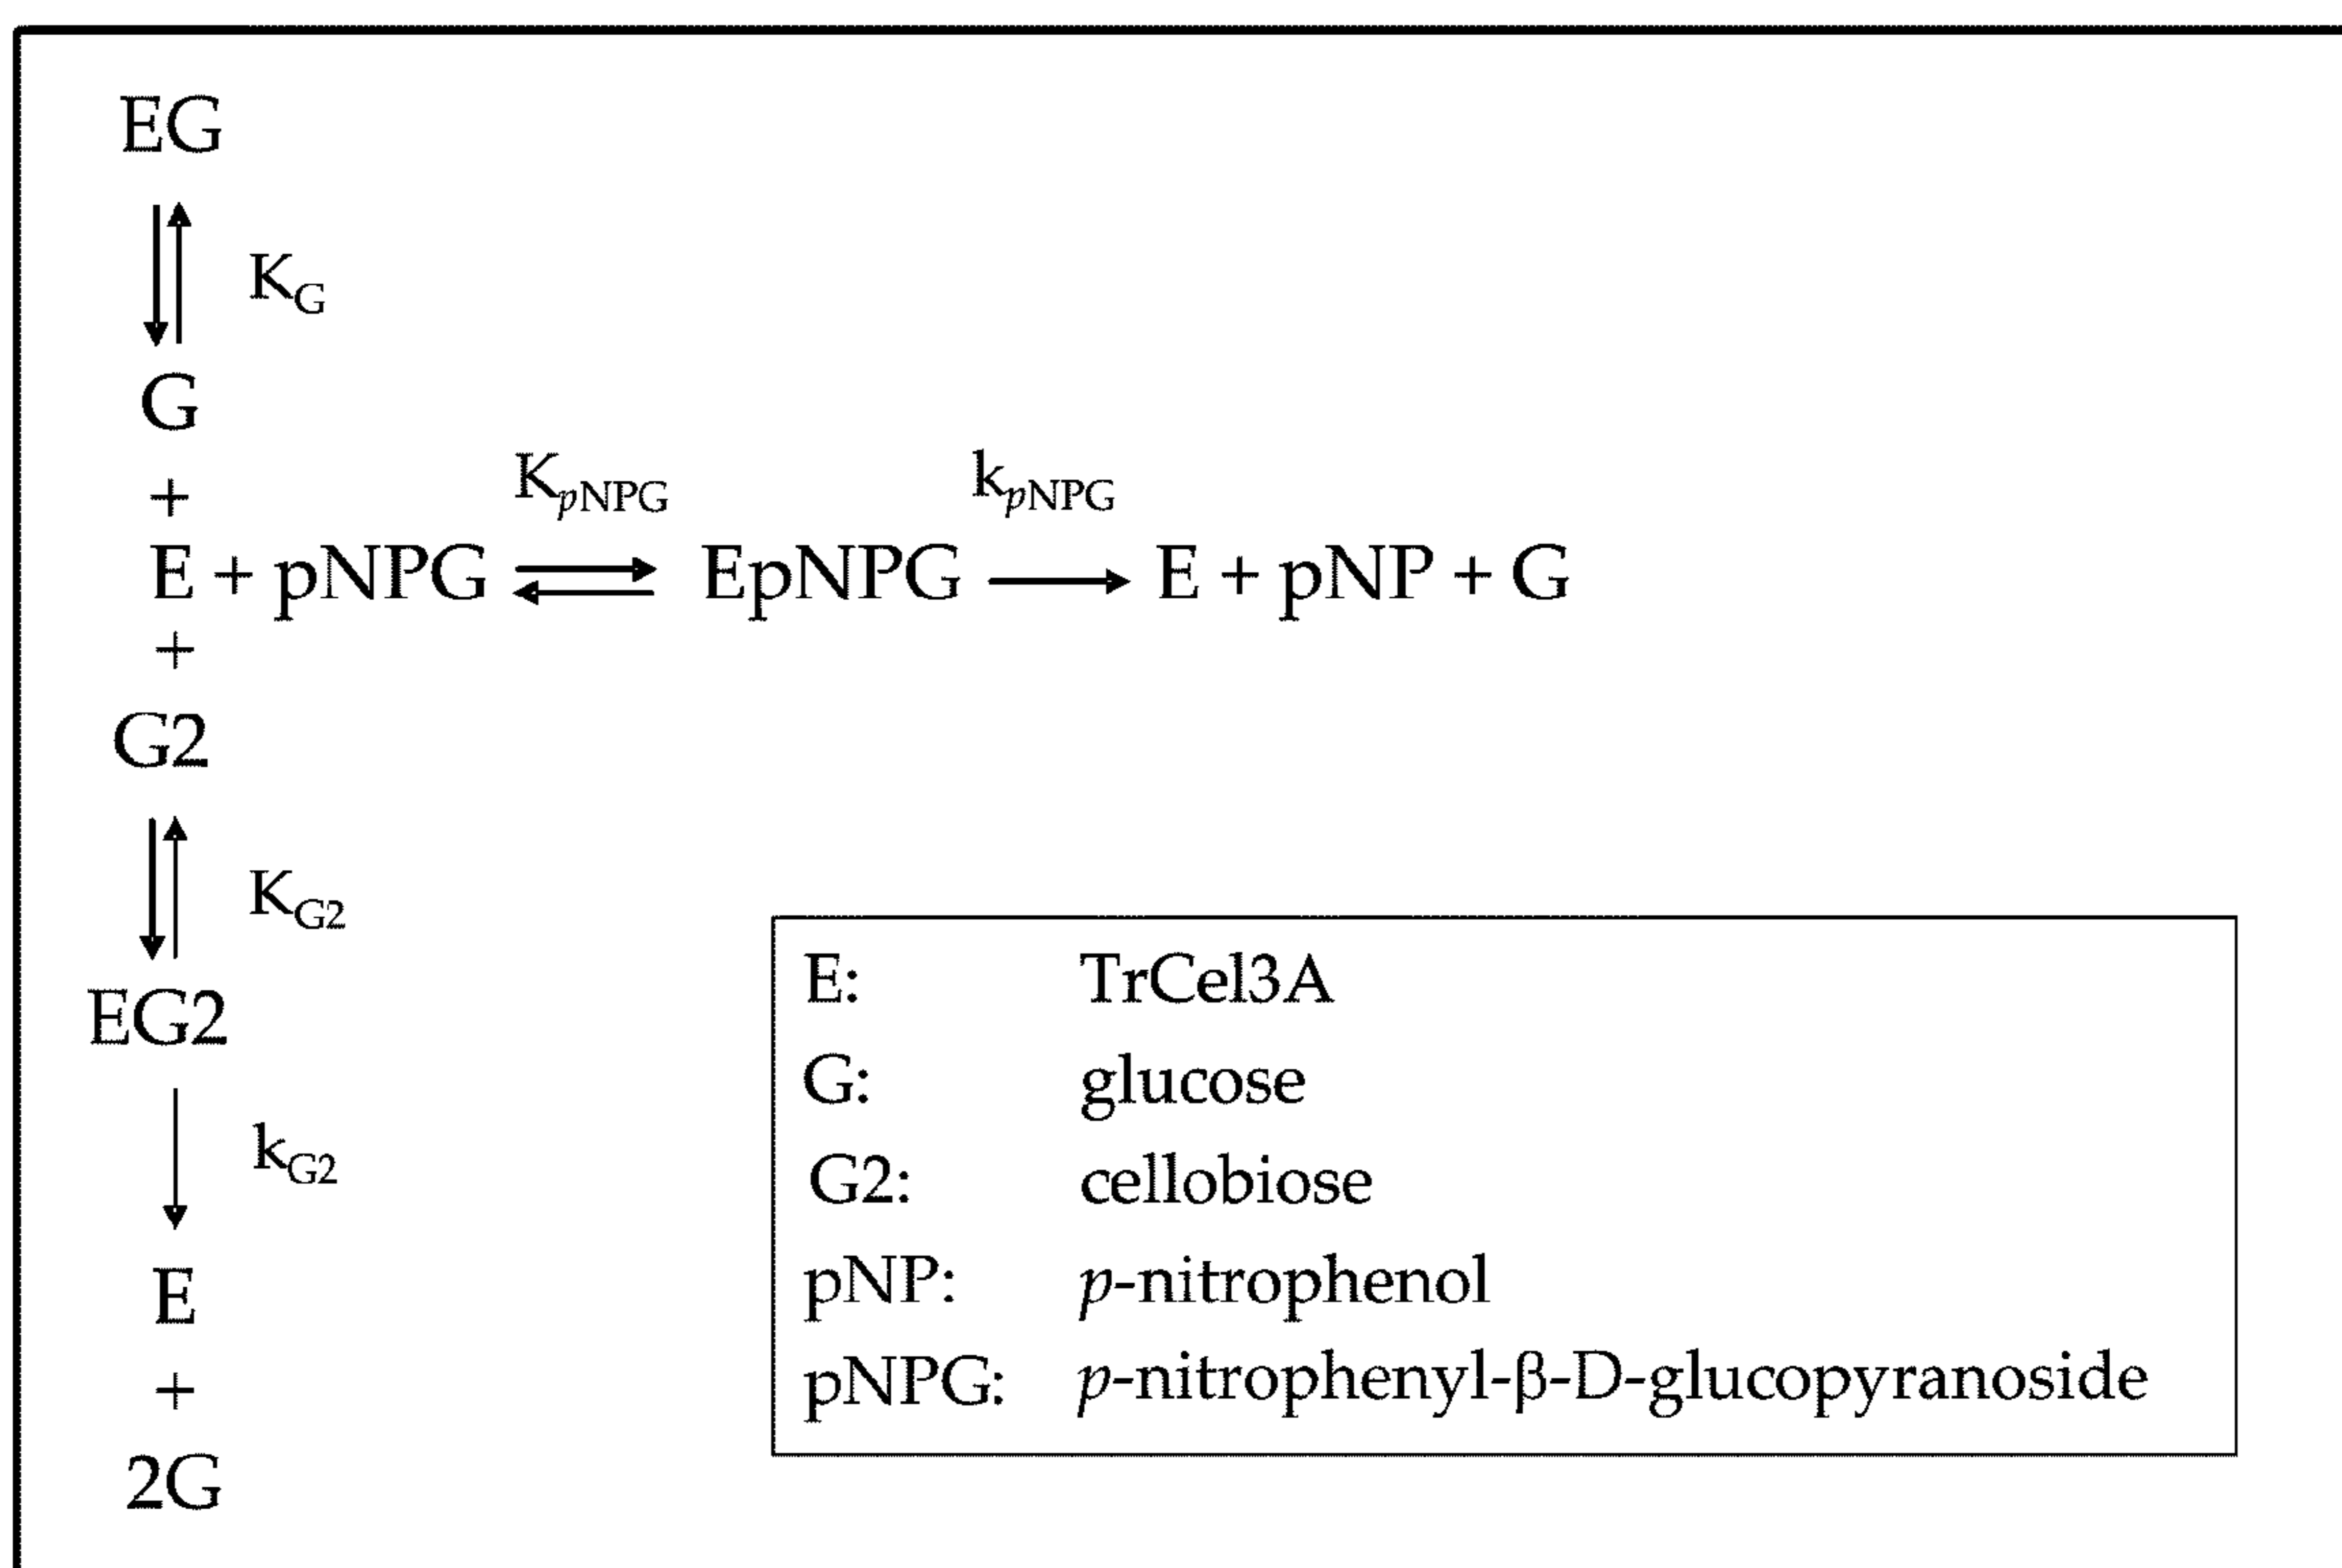 EG
K_G
G
+
K_pNPG k_pNPG
E + pNPG ⇌ EpNPG → E + pNP + G
+
G2
K_G2
EG2
k_G2
E
+
2G
E: TrCel3A
G: glucose
G2: cellobiose
pNP: p-nitrophenol
pNPG: p-nitrophenyl-β-D-glucopyranoside